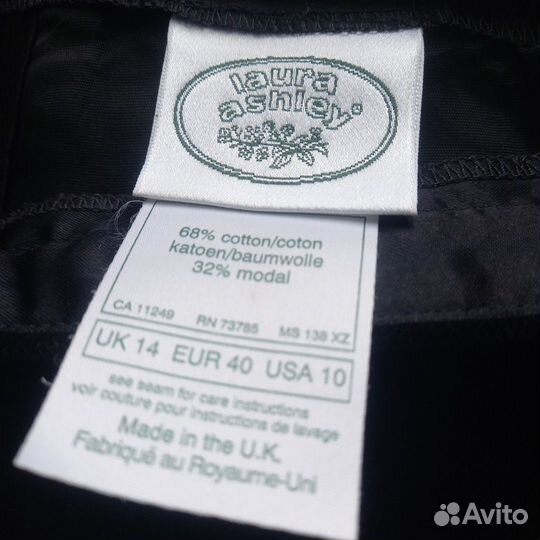 laura
ashley®
68% cotton/coton
katoen/baumwolle
32% modal
CA 11249 RN 73785 MS 138 XZ
UK 14 EUR 40 USA 10
see seam for care instructions
voir couture pour instructions de lavage
Made in the U.K.
Fabriqué au Royaume-Uni
Avito